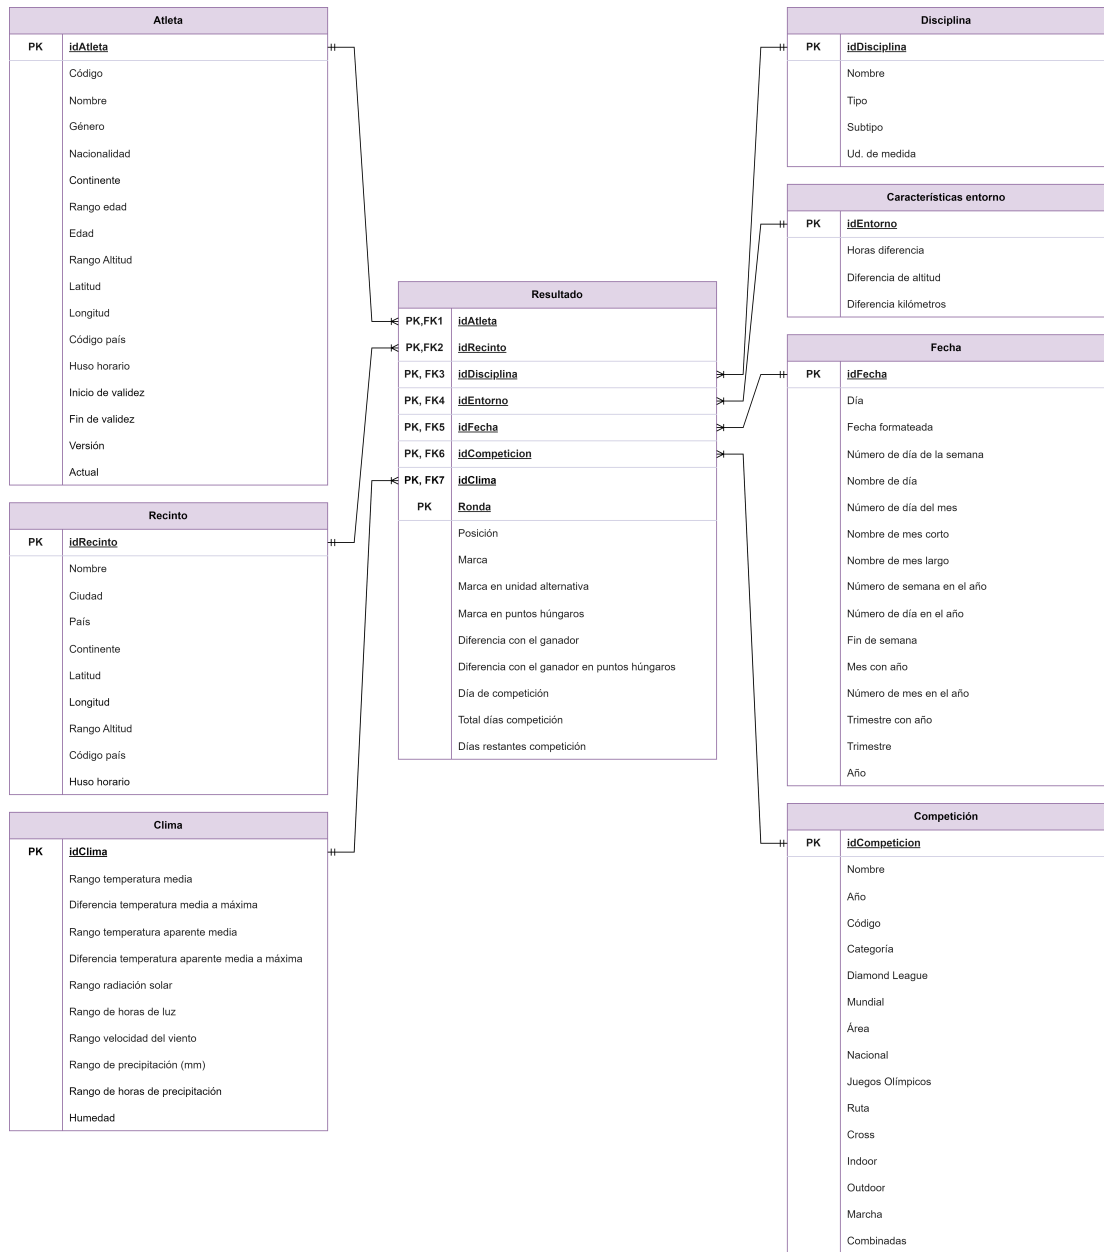 Atleta
PK idAtleta
Código
Nombre
Género
Nacionalidad
Continente
Rango edad
Edad
Rango Altitud
Latitud
Longitud
Código país
Huso horario
Inicio de validez
Fin de validez
Versión
Actual
Recinto
PK idRecinto
Nombre
Ciudad
País
Continente
Latitud
Longitud
Rango Altitud
Código país
Huso horario
Clima
PK idClima
Rango temperatura media
Diferencia temperatura media a máxima
Rango temperatura aparente media
Diferencia temperatura aparente media a máxima
Rango radiación solar
Rango de horas de luz
Rango velocidad del viento
Rango de precipitación (mm)
Rango de horas de precipitación
Humedad
Resultado
PK,FK1 idAtleta
PK,FK2 idRecinto
PK, FK3 idDisciplina
PK, FK4 idEntorno
PK, FK5 idFecha
PK, FK6 idCompeticion
PK, FK7 idClima
PK Ronda
Posición
Marca
Marca en unidad alternativa
Marca en puntos húngaros
Diferencia con el ganador
Diferencia con el ganador en puntos húngaros
Día de competición
Total días competición
Días restantes competición
Disciplina
PK idDisciplina
Nombre
Tipo
Subtipo
Ud. de medida
Características entorno
PK idEntorno
Horas diferencia
Diferencia de altitud
Diferencia kilómetros
Fecha
PK idFecha
Día
Fecha formateada
Número de día de la semana
Nombre de día
Número de día del mes
Nombre de mes corto
Nombre de mes largo
Número de semana en el año
Número de día en el año
Fin de semana
Mes con año
Número de mes en el año
Trimestre con año
Trimestre
Año
Competición
PK idCompeticion
Nombre
Año
Código
Categoría
Diamond League
Mundial
Área
Nacional
Juegos Olímpicos
Ruta
Cross
Indoor
Outdoor
Marcha
Combinadas